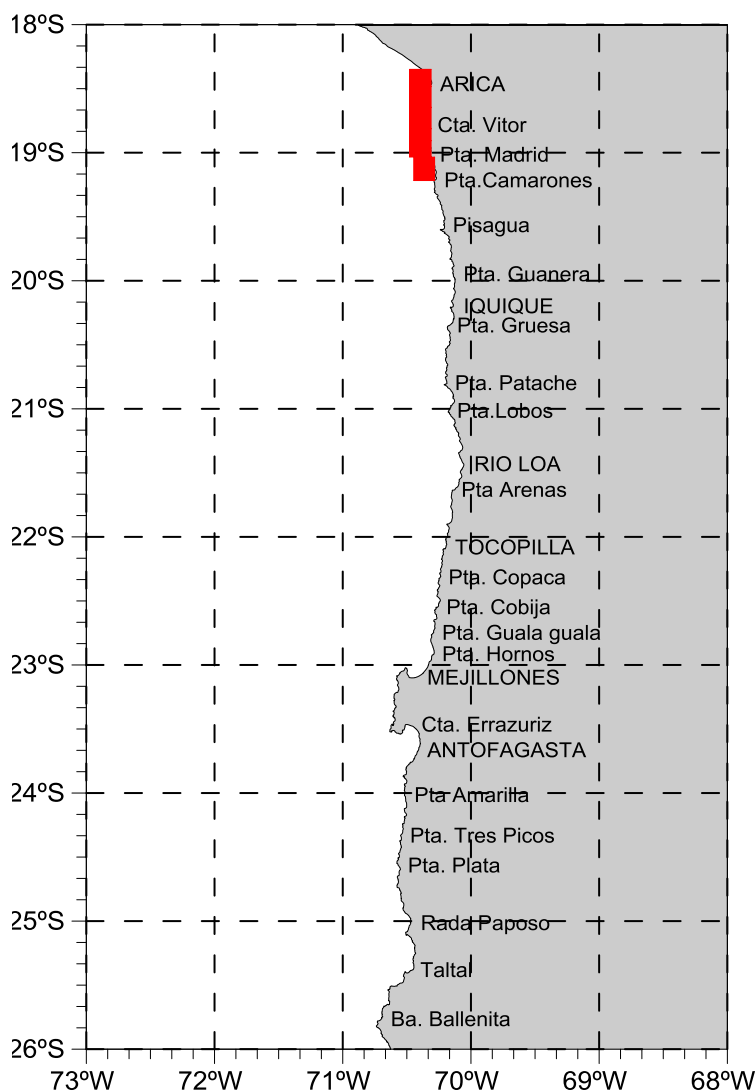 18ºS
ARICA
Cta. Vitor
19ºS
Pta. Madrid
Pta.Camarones
Pisagua
Pta. Guanera
20ºS
IQUIQUE
Pta. Gruesa
Pta. Patache
21ºS
Pta.Lobos
RIO LOA
Pta Arenas
22ºS
TOCOPILLA
Pta. Copaca
Pta. Cobija
Pta. Guala guala
Pta. Hornos
23ºS
MEJILLONES
Cta. Errazuriz
ANTOFAGASTA
24ºS
Pta Amarilla
Pta. Tres Picos
Pta. Plata
25ºS
Rada Paposo
Taltal
Ba. Ballenita
26ºS
73ºW 72ºW 71ºW 70ºW 69ºW 68ºW